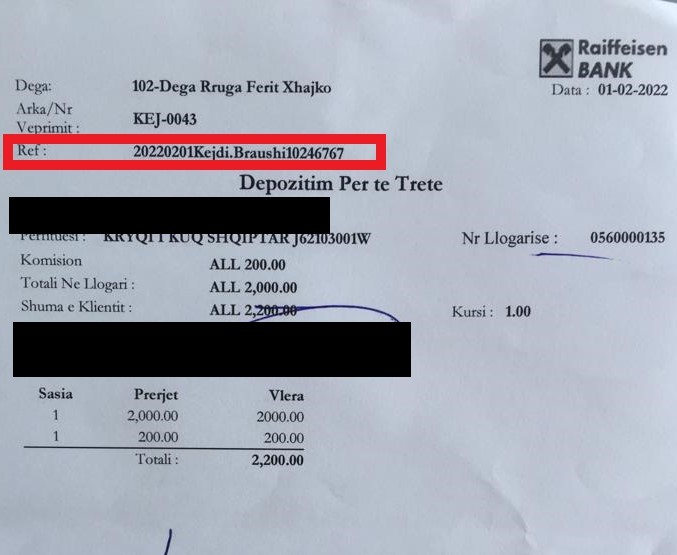 Raiffeisen
BANK
Data : 01-02-2022
Dega: 102-Dega Rruga Ferit Xhajko
Arka/Nr
Veprimit : KEJ-0043
Ref : 20220201Kejdi.Braushi10246767
Depozitim Per te Trete
Perfituesi : KRYQI I KUQ SHQIPTAR J62103001W Nr Llogarise : 0560000135
Komision ALL 200.00
Totali Ne Llogari : ALL 2,000.00
Shuma e Klientit : ALL 2,200.00 Kursi : 1.00
Sasia Prerjet Vlera
1 2,000.00 2000.00
1 200.00 200.00
Totali : 2,200.00